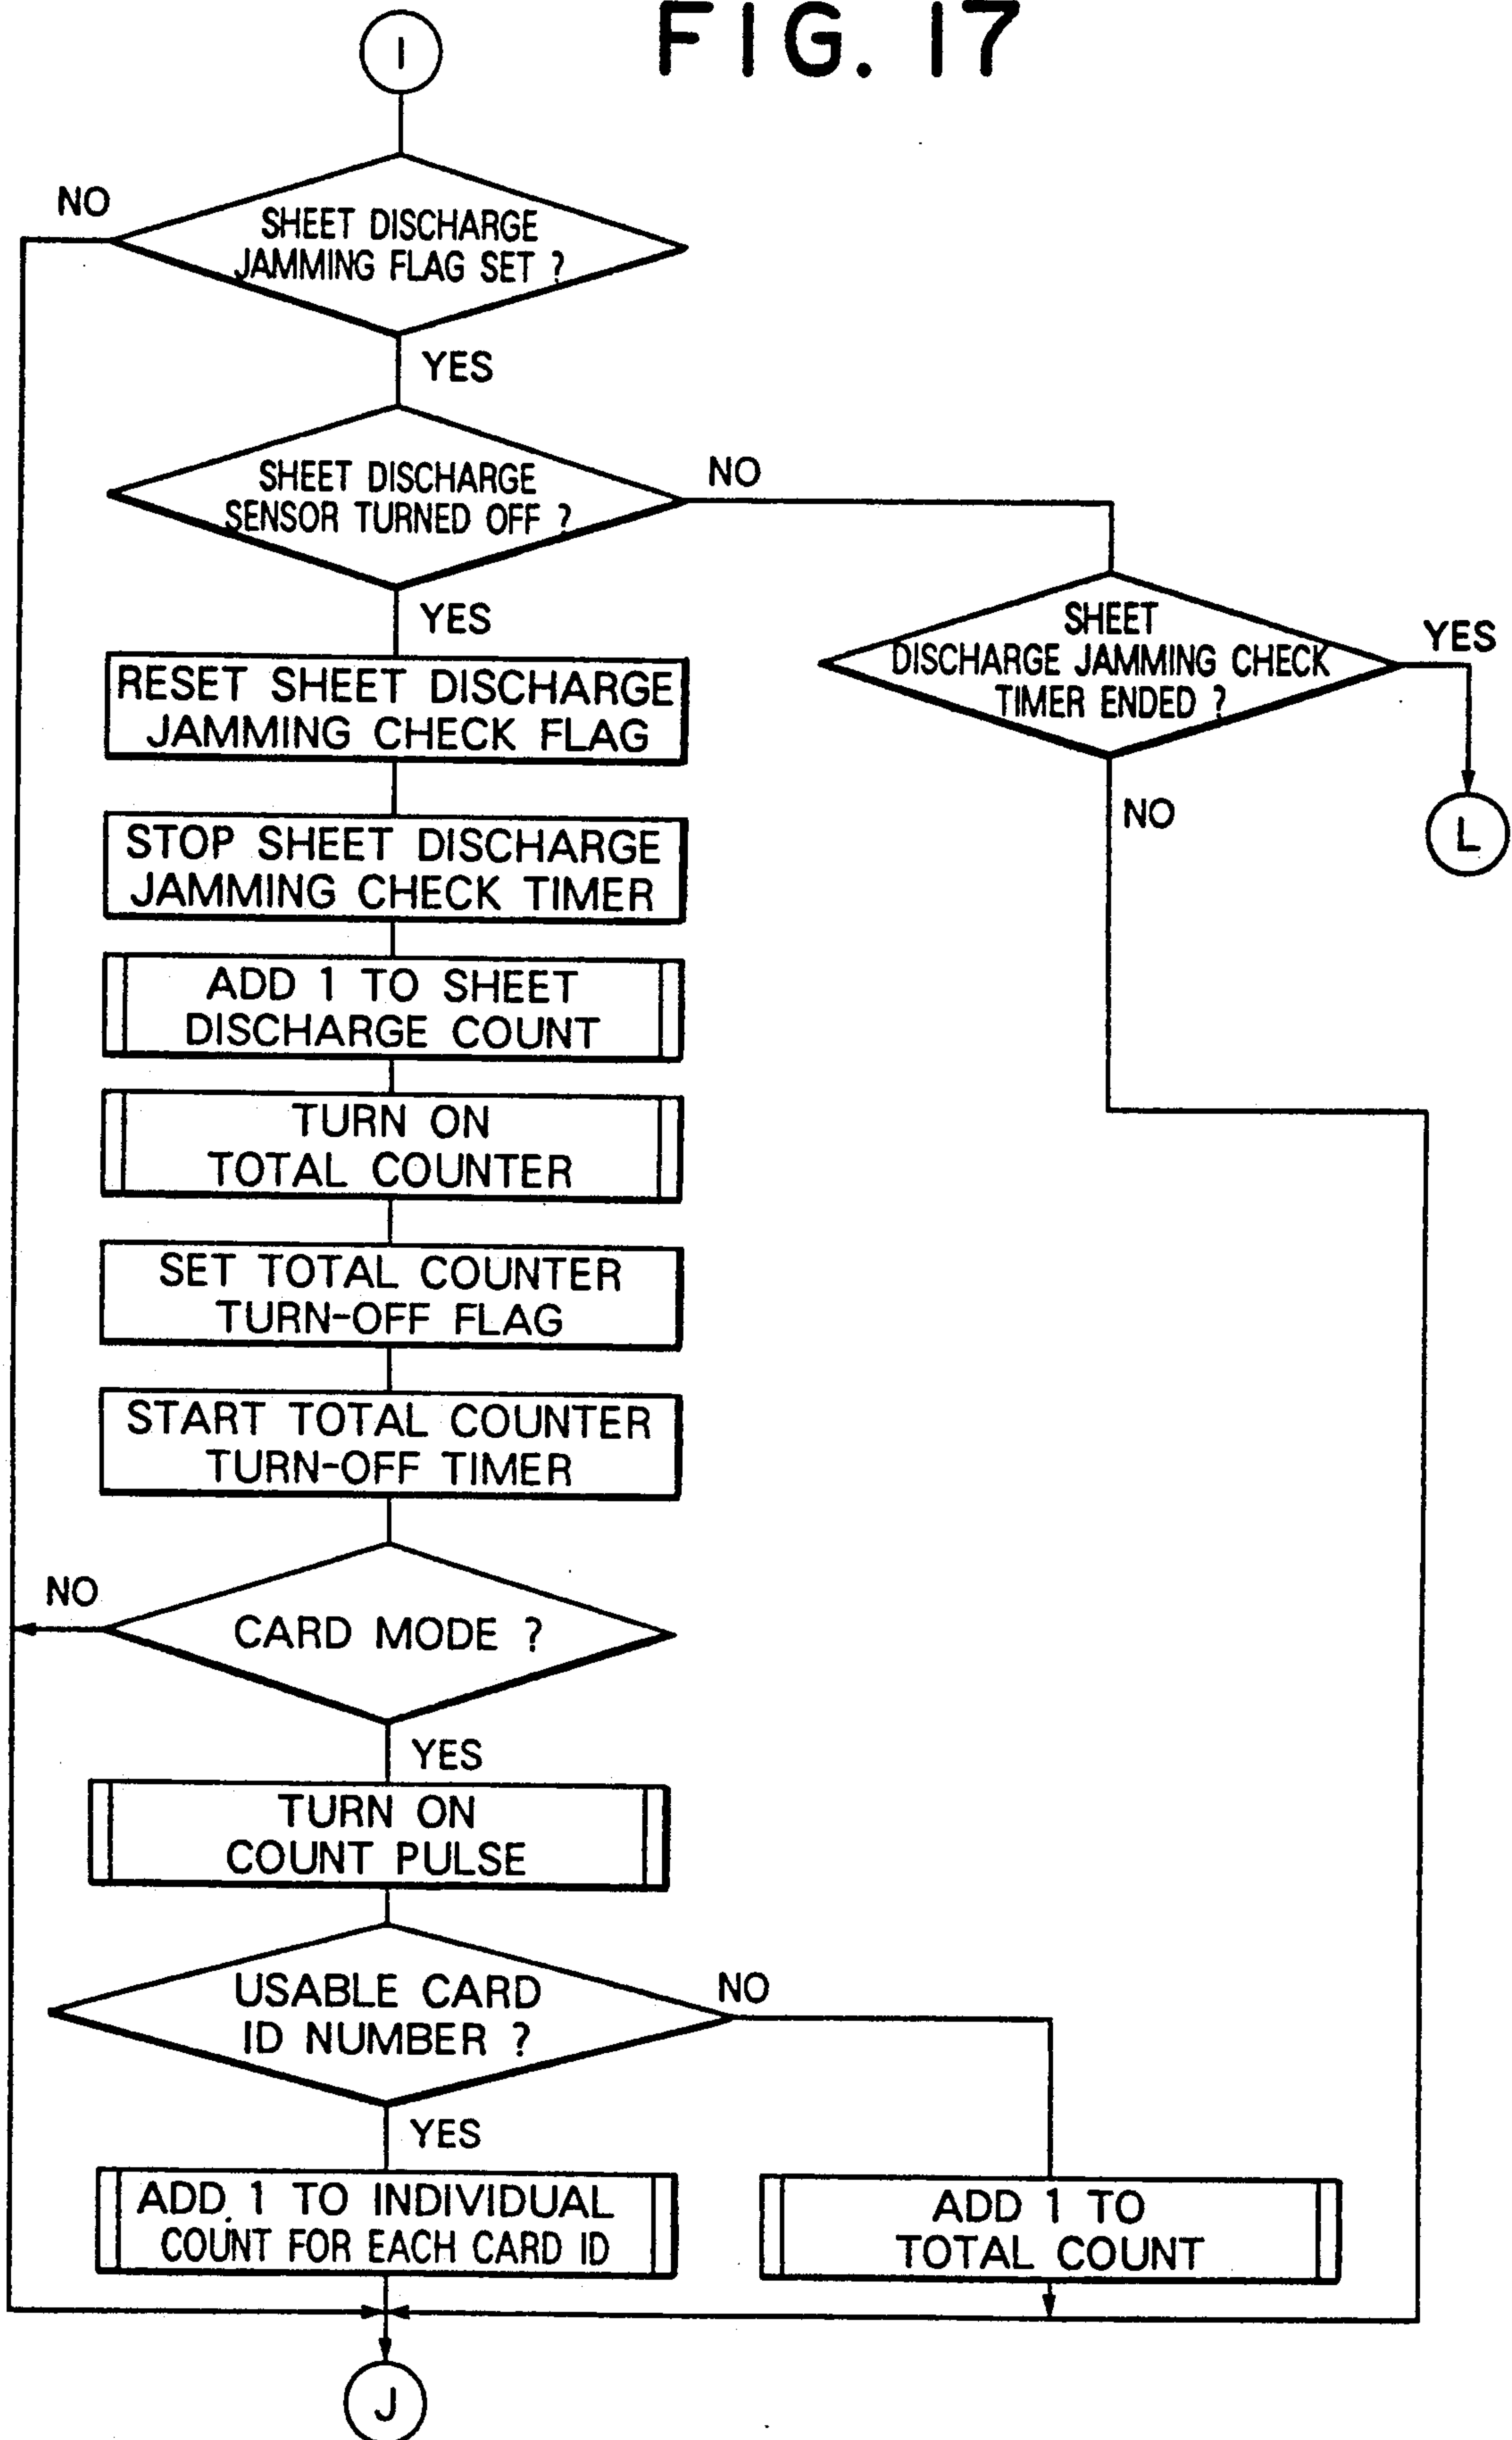 FIG. 17
I
NO
SHEET DISCHARGE
JAMMING FLAG SET ?
YES
SHEET DISCHARGE
SENSOR TURNED OFF ?
NO
YES
SHEET
DISCHARGE JAMMING CHECK
TIMER ENDED ?
YES
L
NO
RESET SHEET DISCHARGE
JAMMING CHECK FLAG
STOP SHEET DISCHARGE
JAMMING CHECK TIMER
ADD 1 TO SHEET
DISCHARGE COUNT
TURN ON
TOTAL COUNTER
SET TOTAL COUNTER
TURN-OFF FLAG
START TOTAL COUNTER
TURN-OFF TIMER
NO
CARD MODE ?
YES
TURN ON
COUNT PULSE
USABLE CARD
ID NUMBER ?
NO
YES
ADD 1 TO INDIVIDUAL
COUNT FOR EACH CARD ID
ADD 1 TO
TOTAL COUNT
J